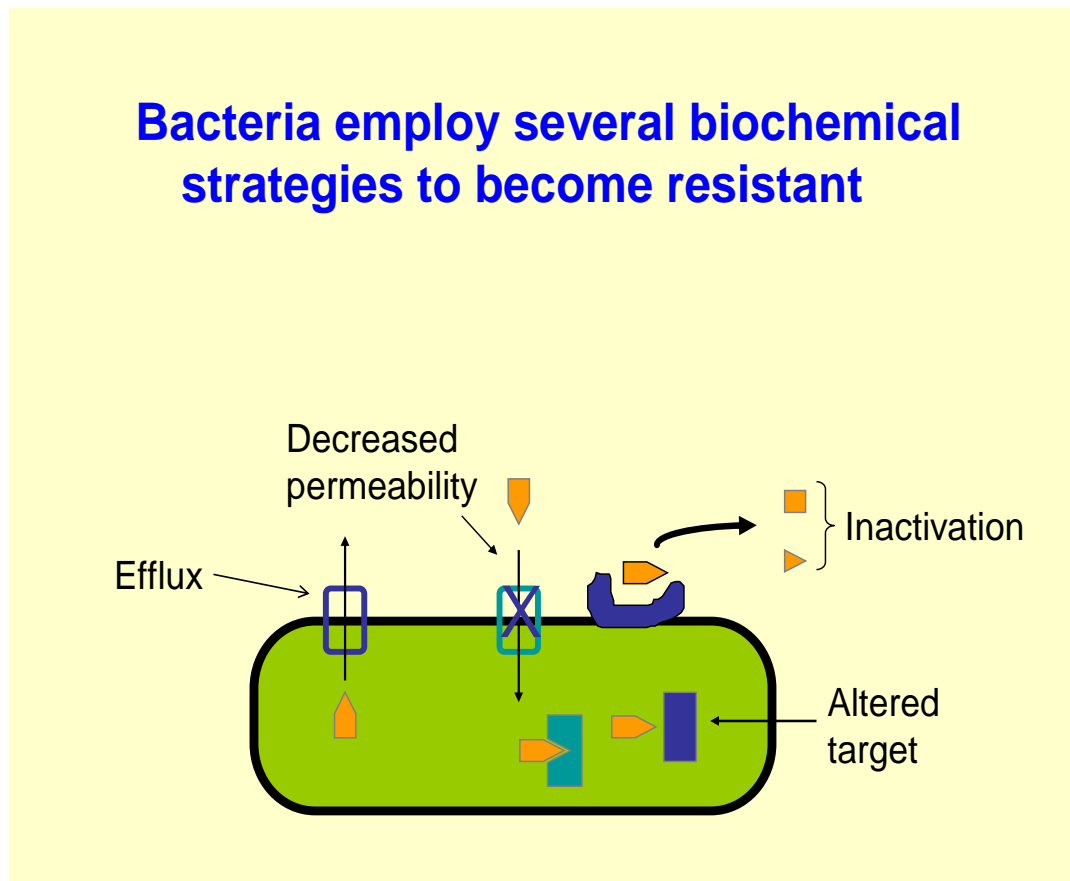 Bacteria employ several biochemical
strategies to become resistant
Decreased
permeability
Inactivation
Efflux
X
Altered
target